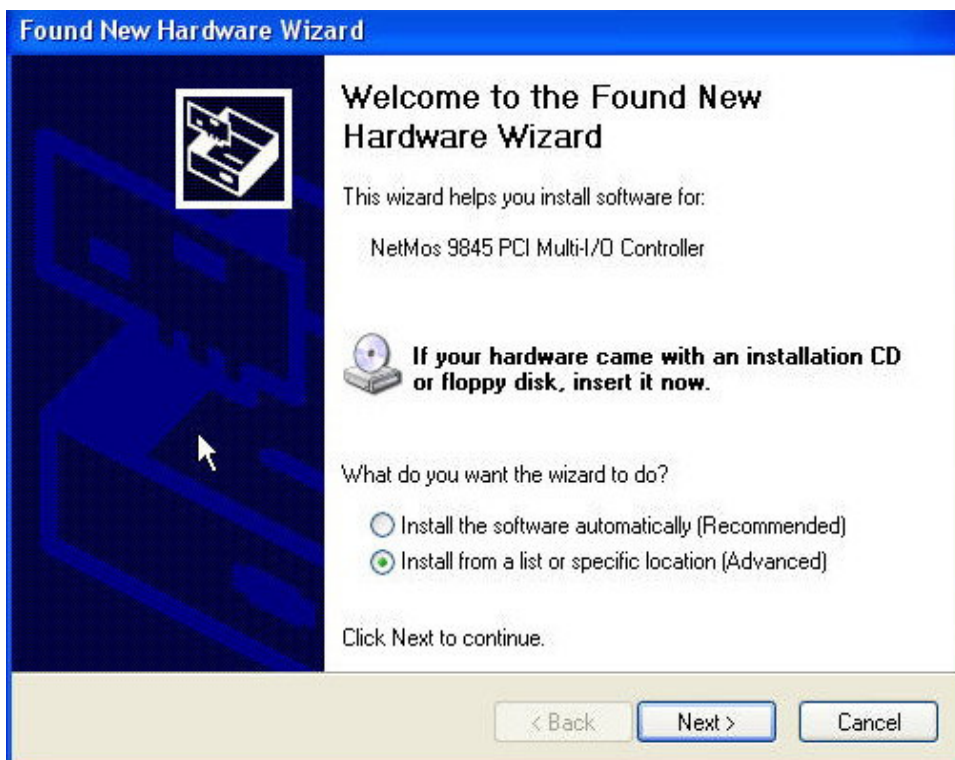 Found New Hardware Wizard
Welcome to the Found New
Hardware Wizard
This wizard helps you install software for:
NetMos 9845 PCI Multi-I/O Controller
If your hardware came with an installation CD
or floppy disk, insert it now.
What do you want the wizard to do?
Install the software automatically (Recommended)
Install from a list or specific location (Advanced)
Click Next to continue.
< Back Next > Cancel